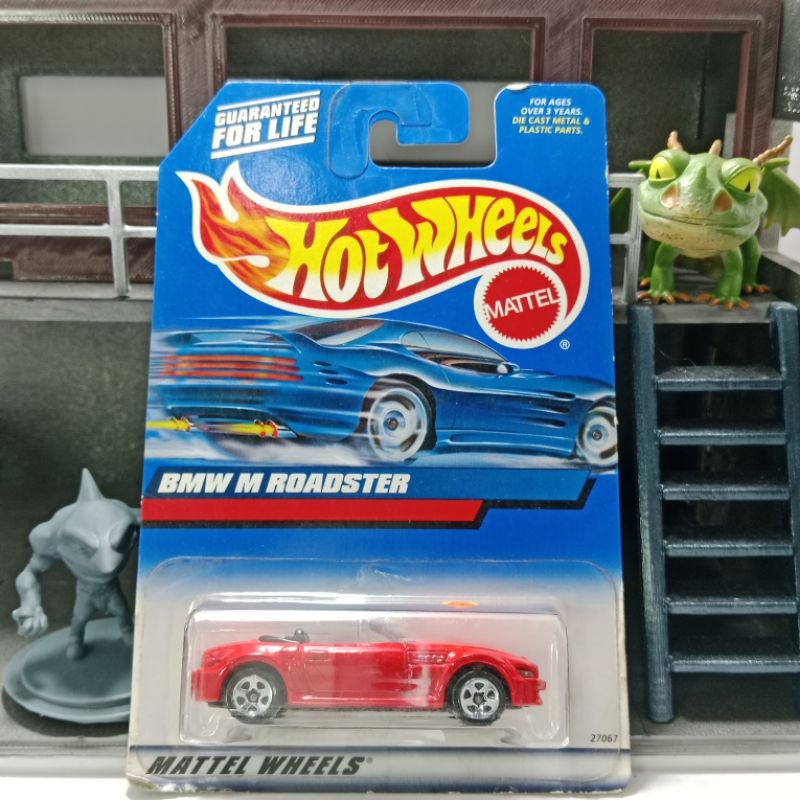 GUARANTEED
FOR LIFE
FOR AGES
OVER 3 YEARS.
DIE CAST METAL &
PLASTIC PARTS.
HOT WHEELS
MATTEL
®
BMW M ROADSTER
27067
MATTEL WHEELS®